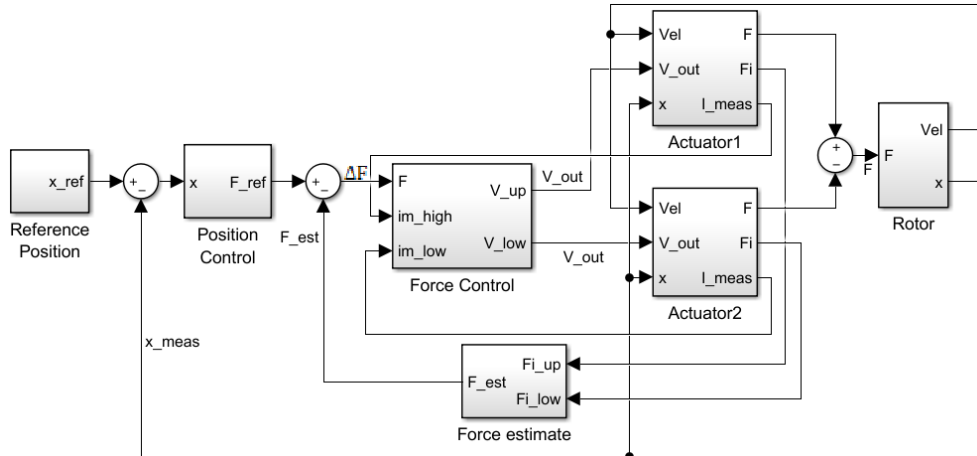 x_ref
Reference
Position
+
−
x
F_ref
Position
Control
+
−
ΔF
F_est
F
im_high
im_low
V_up
V_low
Force Control
V_out
V_out
Vel
V_out
x
F
Fi
I_meas
Actuator1
Vel
V_out
x
F
Fi
I_meas
Actuator2
+
−
F
F
Vel
x
Rotor
x_meas
F_est
Fi_up
Fi_low
Force estimate